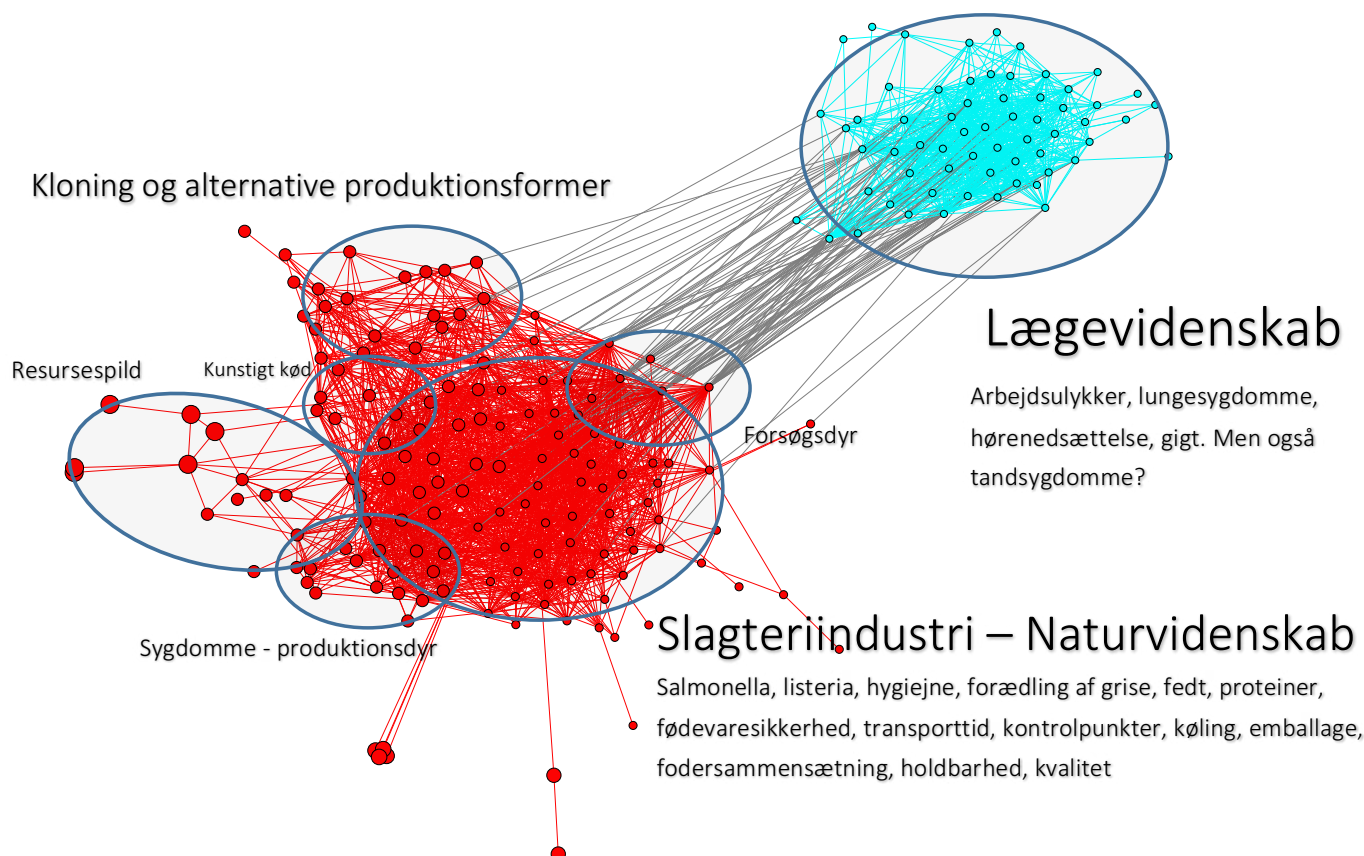 Kloning og alternative produktionsformer
Resursespild
Kunstigt kød
Lægevidenskab
Arbejdsulykker, lungesygdomme,
hørenedsættelse, gigt. Men også
tandsygdomme?
Forsøgsdyr
Sygdomme - produktionsdyr
Slagteriindustri – Naturvidenskab
Salmonella, listeria, hygiejne, forædling af grise, fedt, proteiner,
fødevaresikkerhed, transporttid, kontrolpunkter, køling, emballage,
fodersammensætning, holdbarhed, kvalitet